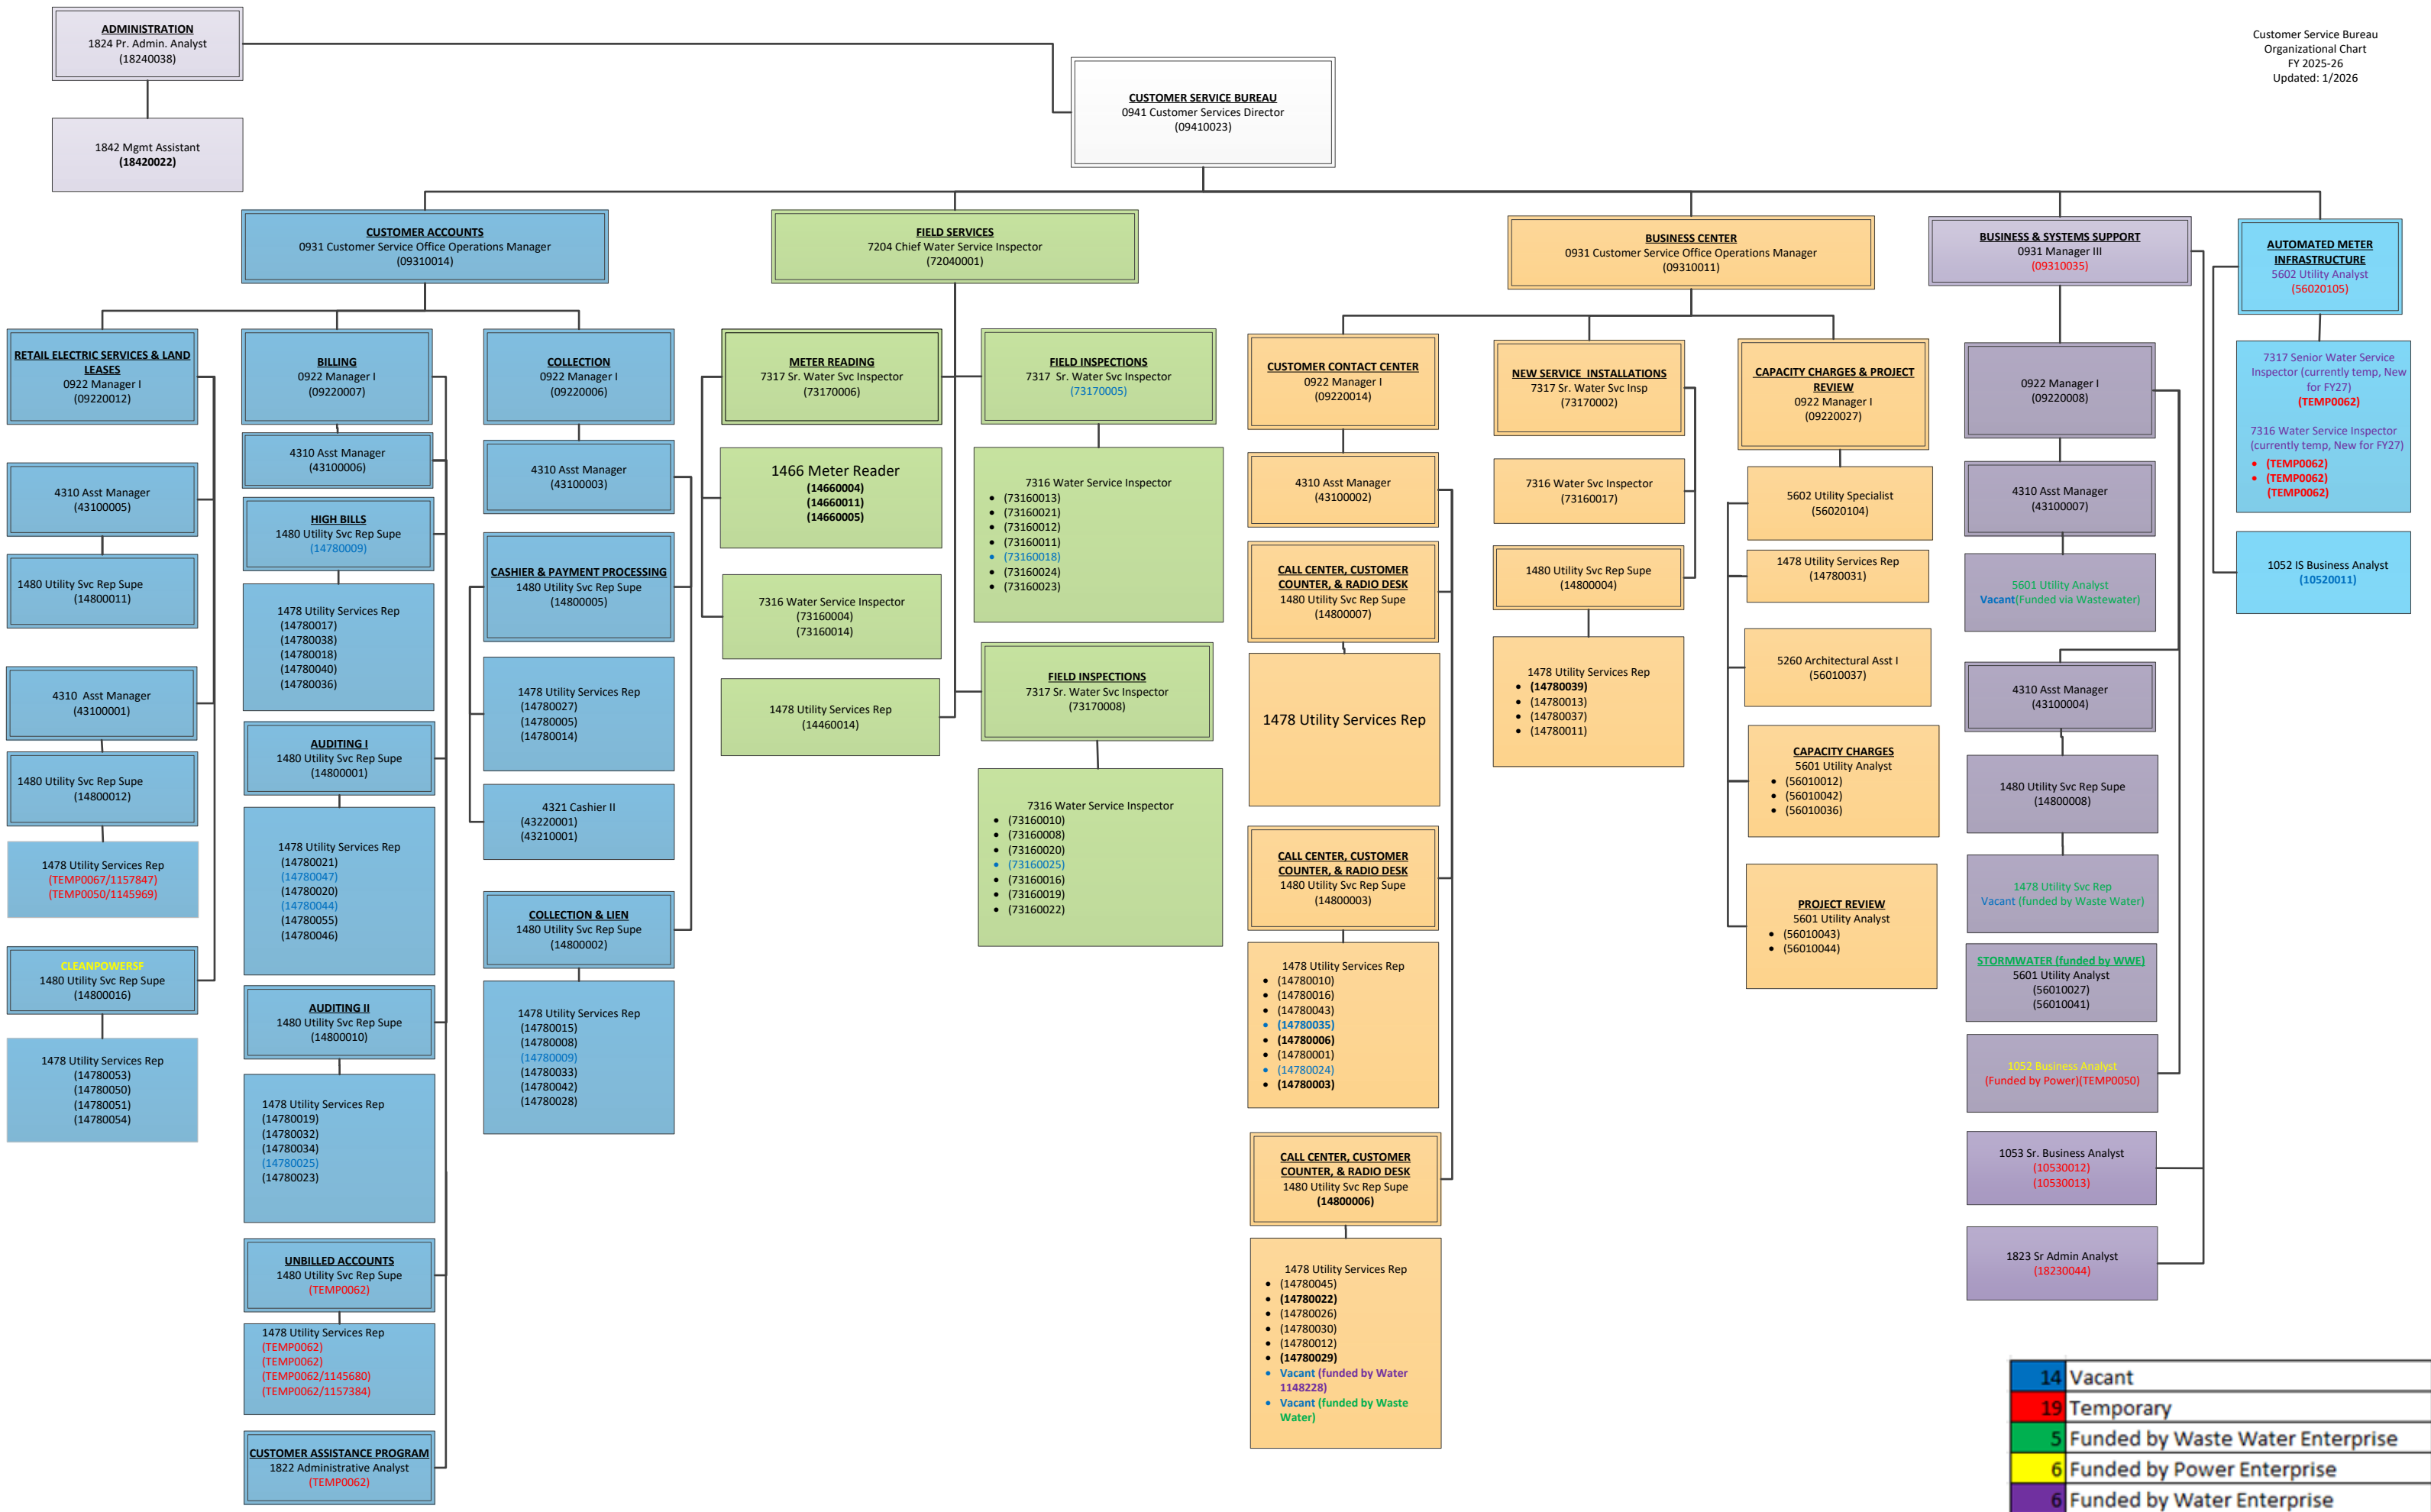 Customer Service Bureau
Organizational Chart
FY 2025-26
Updated: 1/2026
ADMINISTRATION
1824 Pr. Admin. Analyst
(18240038)
1842 Mgmt Assistant
(18420022)
CUSTOMER SERVICE BUREAU
0941 Customer Services Director
(09410023)
CUSTOMER ACCOUNTS
0931 Customer Service Office Operations Manager
(09310014)
RETAIL ELECTRIC SERVICES & LAND
LEASES
0922 Manager I
(09220012)
4310 Asst Manager
(43100005)
1480 Utility Svc Rep Supe
(14800011)
4310 Asst Manager
(43100001)
1480 Utility Svc Rep Supe
(14800012)
1478 Utility Services Rep
(TEMP0067/1157847)
(TEMP0050/1145969)
CLEANPOWERSF
1480 Utility Svc Rep Supe
(14800016)
1478 Utility Services Rep
(14780053)
(14780050)
(14780051)
(14780054)
BILLING
0922 Manager I
(09220007)
4310 Asst Manager
(43100006)
HIGH BILLS
1480 Utility Svc Rep Supe
(14780009)
1478 Utility Services Rep
(14780017)
(14780038)
(14780018)
(14780040)
(14780036)
AUDITING I
1480 Utility Svc Rep Supe
(14800001)
1478 Utility Services Rep
(14780021)
(14780047)
(14780020)
(14780044)
(14780055)
(14780046)
AUDITING II
1480 Utility Svc Rep Supe
(14800010)
1478 Utility Services Rep
(14780019)
(14780032)
(14780034)
(14780025)
(14780023)
UNBILLED ACCOUNTS
1480 Utility Svc Rep Supe
(TEMP0062)
1478 Utility Services Rep
(TEMP0062)
(TEMP0062)
(TEMP0062/1145680)
(TEMP0062/1157384)
CUSTOMER ASSISTANCE PROGRAM
1822 Administrative Analyst
(TEMP0062)
COLLECTION
0922 Manager I
(09220006)
4310 Asst Manager
(43100003)
CASHIER & PAYMENT PROCESSING
1480 Utility Svc Rep Supe
(14800005)
1478 Utility Services Rep
(14780027)
(14780005)
(14780014)
4321 Cashier II
(43220001)
(43210001)
COLLECTION & LIEN
1480 Utility Svc Rep Supe
(14800002)
1478 Utility Services Rep
(14780015)
(14780008)
(14780009)
(14780033)
(14780042)
(14780028)
FIELD SERVICES
7204 Chief Water Service Inspector
(72040001)
METER READING
7317 Sr. Water Svc Inspector
(73170006)
1466 Meter Reader
(14660004)
(14660011)
(14660005)
7316 Water Service Inspector
(73160004)
(73160014)
1478 Utility Services Rep
(14460014)
FIELD INSPECTIONS
7317 Sr. Water Svc Inspector
(73170005)
7316 Water Service Inspector
• (73160013)
• (73160021)
• (73160012)
• (73160011)
• (73160018)
• (73160024)
• (73160023)
FIELD INSPECTIONS
7317 Sr. Water Svc Inspector
(73170008)
7316 Water Service Inspector
• (73160010)
• (73160008)
• (73160020)
• (73160025)
• (73160016)
• (73160019)
• (73160022)
BUSINESS CENTER
0931 Customer Service Office Operations Manager
(09310011)
CUSTOMER CONTACT CENTER
0922 Manager I
(09220014)
4310 Asst Manager
(43100002)
CALL CENTER, CUSTOMER
COUNTER, & RADIO DESK
1480 Utility Svc Rep Supe
(14800007)
1478 Utility Services Rep
CALL CENTER, CUSTOMER
COUNTER, & RADIO DESK
1480 Utility Svc Rep Supe
(14800003)
1478 Utility Services Rep
• (14780010)
• (14780016)
• (14780043)
• (14780035)
• (14780006)
• (14780001)
• (14780024)
• (14780003)
CALL CENTER, CUSTOMER
COUNTER, & RADIO DESK
1480 Utility Svc Rep Supe
(14800006)
1478 Utility Services Rep
• (14780045)
• (14780022)
• (14780026)
• (14780030)
• (14780012)
• (14780029)
• Vacant (funded by Water
1148228)
• Vacant (funded by Waste
Water)
NEW SERVICE INSTALLATIONS
7317 Sr. Water Svc Insp
(73170002)
7316 Water Svc Inspector
(73160017)
1480 Utility Svc Rep Supe
(14800004)
1478 Utility Services Rep
• (14780039)
• (14780013)
• (14780037)
• (14780011)
CAPACITY CHARGES & PROJECT
REVIEW
0922 Manager I
(09220027)
5602 Utility Specialist
(56020104)
1478 Utility Services Rep
(14780031)
5260 Architectural Asst I
(56010037)
CAPACITY CHARGES
5601 Utility Analyst
• (56010012)
• (56010042)
• (56010036)
PROJECT REVIEW
5601 Utility Analyst
• (56010043)
• (56010044)
BUSINESS & SYSTEMS SUPPORT
0931 Manager III
(09310035)
0922 Manager I
(09220008)
4310 Asst Manager
(43100007)
5601 Utility Analyst
Vacant(Funded via Wastewater)
4310 Asst Manager
(43100004)
1480 Utility Svc Rep Supe
(14800008)
1478 Utility Svc Rep
Vacant (funded by Waste Water)
STORMWATER (funded by WWE)
5601 Utility Analyst
(56010027)
(56010041)
1052 Business Analyst
(Funded by Power)(TEMP0050)
1053 Sr. Business Analyst
(10530012)
(10530013)
1823 Sr Admin Analyst
(18230044)
AUTOMATED METER
INFRASTRUCTURE
5602 Utility Analyst
(56020105)
7317 Senior Water Service
Inspector (currently temp, New
for FY27)
(TEMP0062)
7316 Water Service Inspector
(currently temp, New for FY27)
• (TEMP0062)
• (TEMP0062)
(TEMP0062)
1052 IS Business Analyst
(10520011)
14 Vacant
19 Temporary
5 Funded by Waste Water Enterprise
6 Funded by Power Enterprise
6 Funded by Water Enterprise